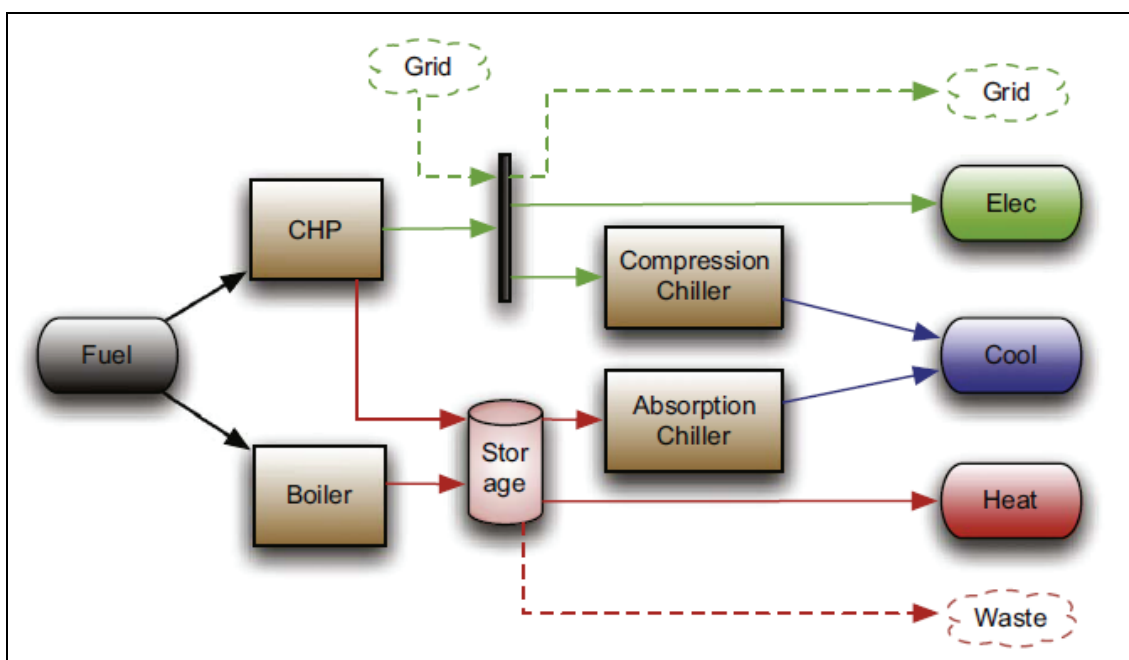 Grid
Grid
CHP
Elec
Compression
Chiller
Fuel
Cool
Absorption
Chiller
Stor
age
Boiler
Heat
Waste